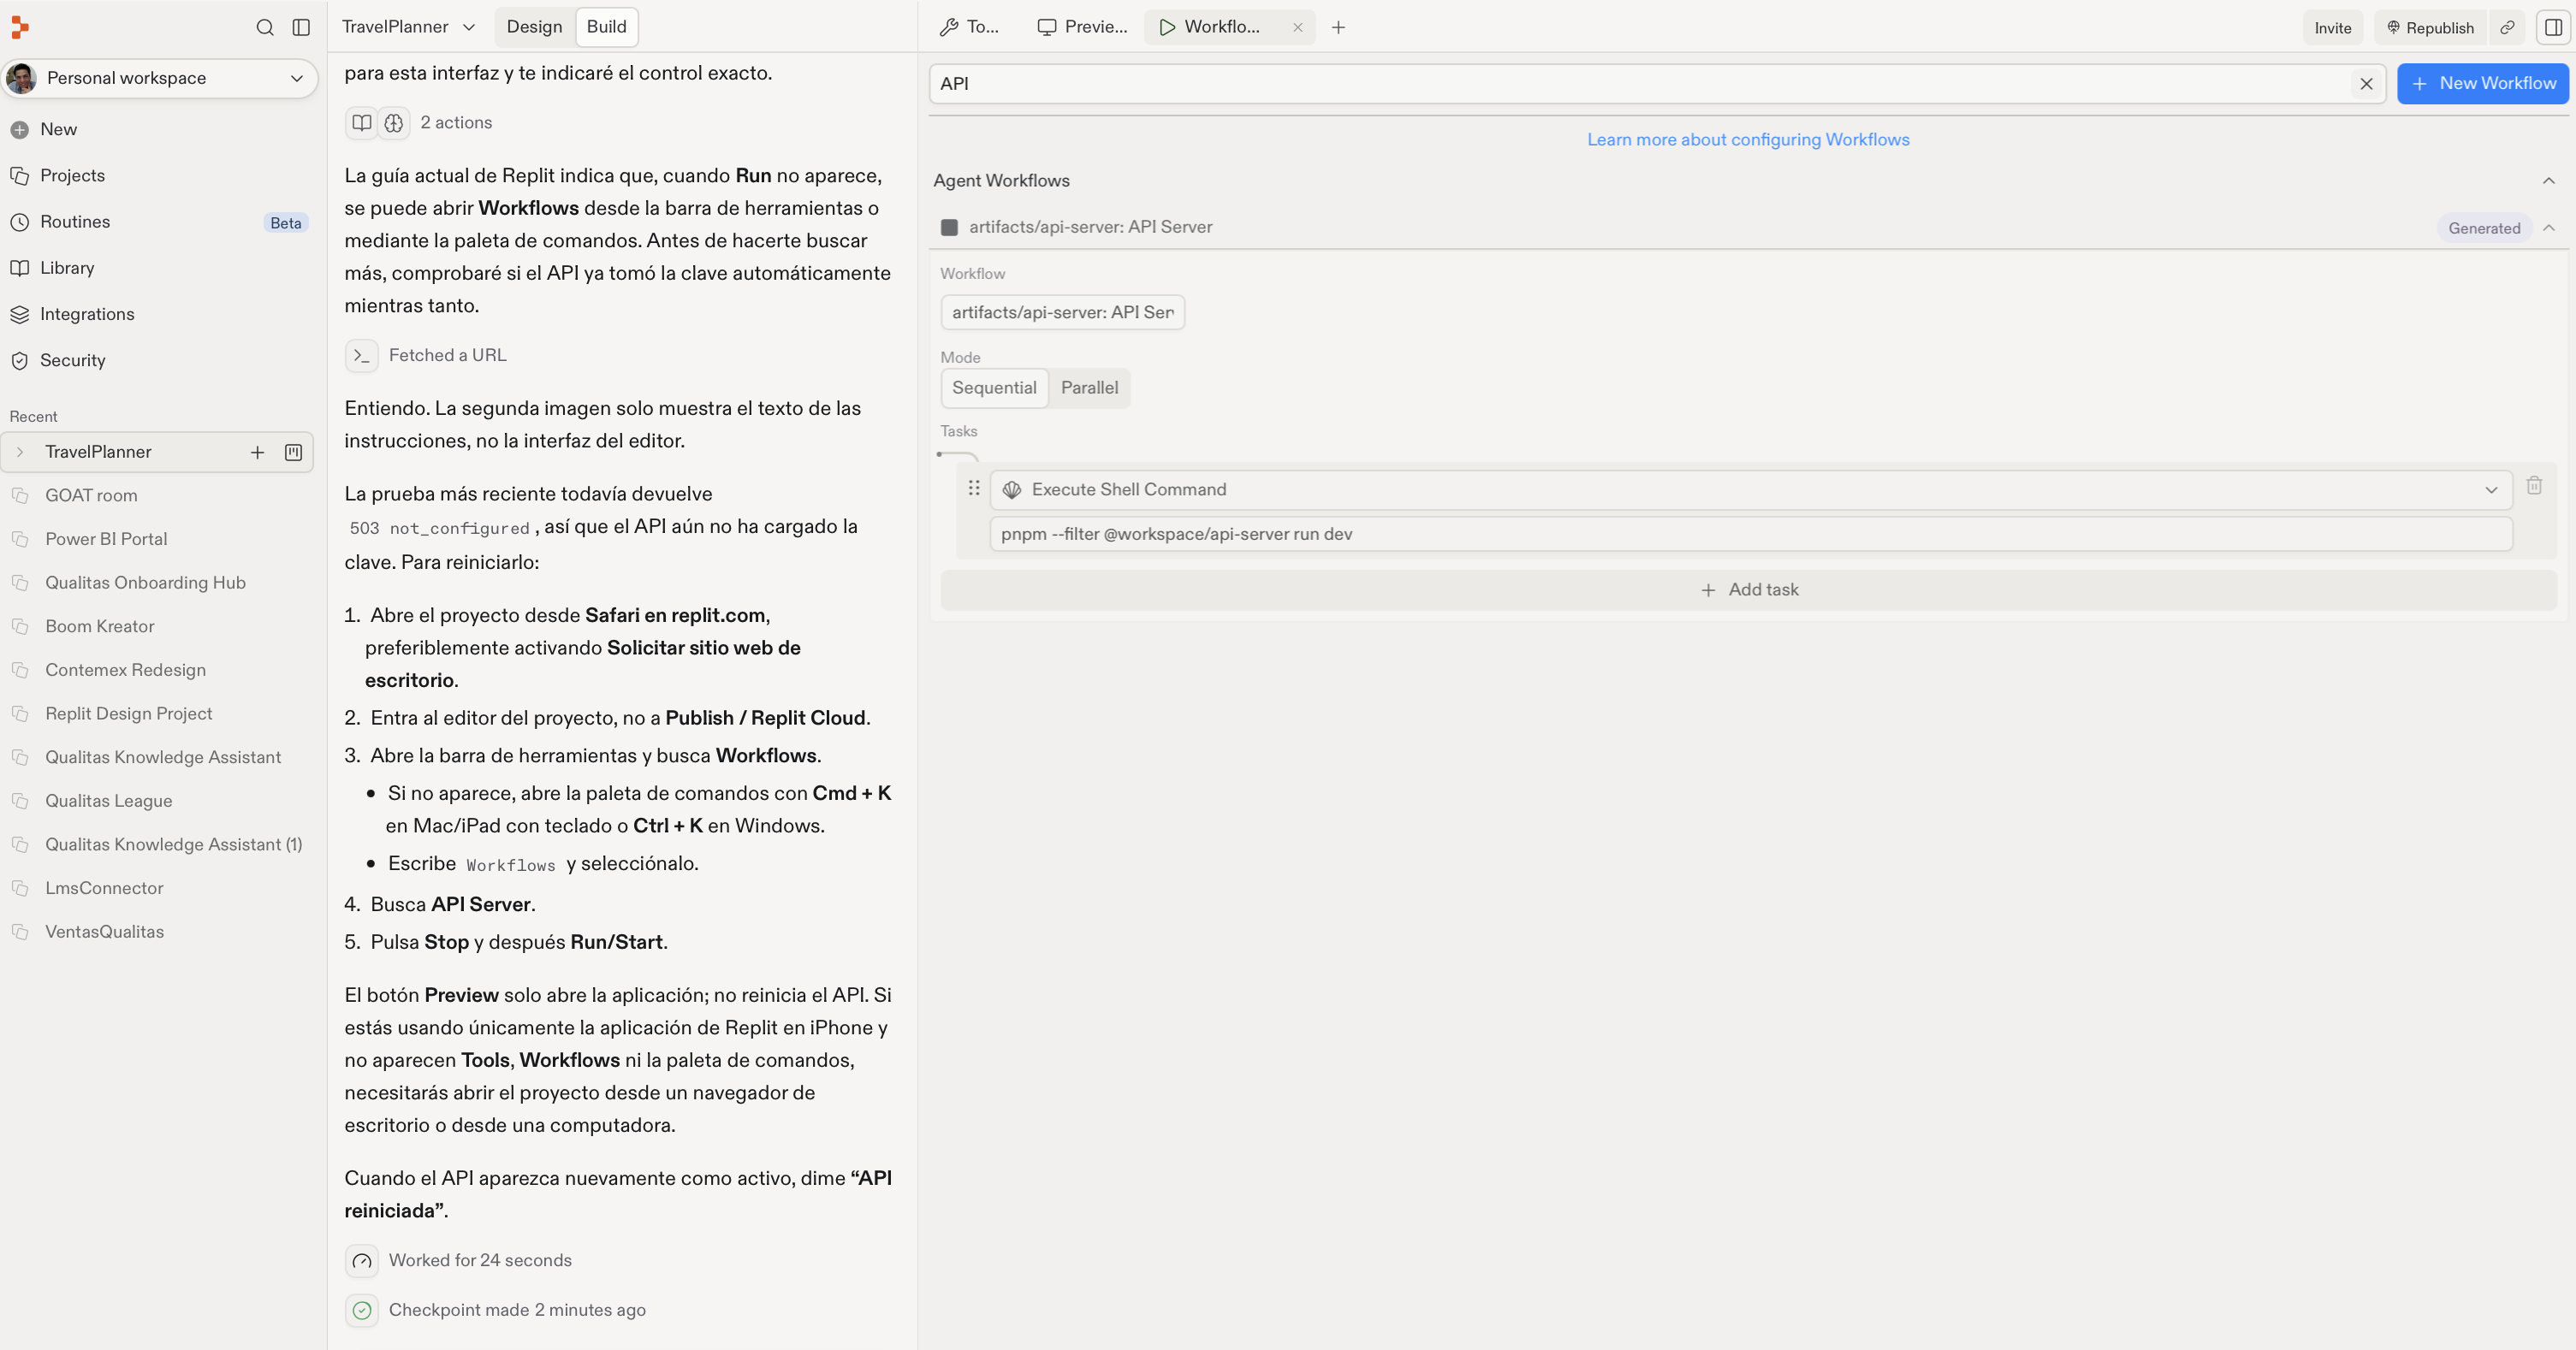 Personal workspace
New
Projects
Routines
Beta
Library
Integrations
Security
Recent
TravelPlanner
GOAT room
Power BI Portal
Qualitas Onboarding Hub
Boom Kreator
Contemex Redesign
Replit Design Project
Qualitas Knowledge Assistant
Qualitas League
Qualitas Knowledge Assistant (1)
LmsConnector
VentasQualitas
TravelPlanner
Design
Build
para esta interfaz y te indicaré el control exacto.
2 actions
La guía actual de Replit indica que, cuando Run no aparece,
se puede abrir Workflows desde la barra de herramientas o
mediante la paleta de comandos. Antes de hacerte buscar
más, comprobaré si el API ya tomó la clave automáticamente
mientras tanto.
Fetched a URL
Entiendo. La segunda imagen solo muestra el texto de las
instrucciones, no la interfaz del editor.
La prueba más reciente todavía devuelve
503 not_configured, así que el API aún no ha cargado la
clave. Para reiniciarlo:
1. Abre el proyecto desde Safari en replit.com,
preferiblemente activando Solicitar sitio web de
escritorio.
2. Entra al editor del proyecto, no a Publish / Replit Cloud.
3. Abre la barra de herramientas y busca Workflows.
• Si no aparece, abre la paleta de comandos con Cmd + K
en Mac/iPad con teclado o Ctrl + K en Windows.
• Escribe Workflows y selecciónalo.
4. Busca API Server.
5. Pulsa Stop y después Run/Start.
El botón Preview solo abre la aplicación; no reinicia el API. Si
estás usando únicamente la aplicación de Replit en iPhone y
no aparecen Tools, Workflows ni la paleta de comandos,
necesitarás abrir el proyecto desde un navegador de
escritorio o desde una computadora.
Cuando el API aparezca nuevamente como activo, dime “API
reiniciada”.
Worked for 24 seconds
Checkpoint made 2 minutes ago
To...
Previe...
Workflo...
Invite
Republish
API
New Workflow
Learn more about configuring Workflows
Agent Workflows
artifacts/api-server: API Server
Generated
Workflow
artifacts/api-server: API Ser
Mode
Sequential
Parallel
Tasks
Execute Shell Command
pnpm --filter @workspace/api-server run dev
Add task